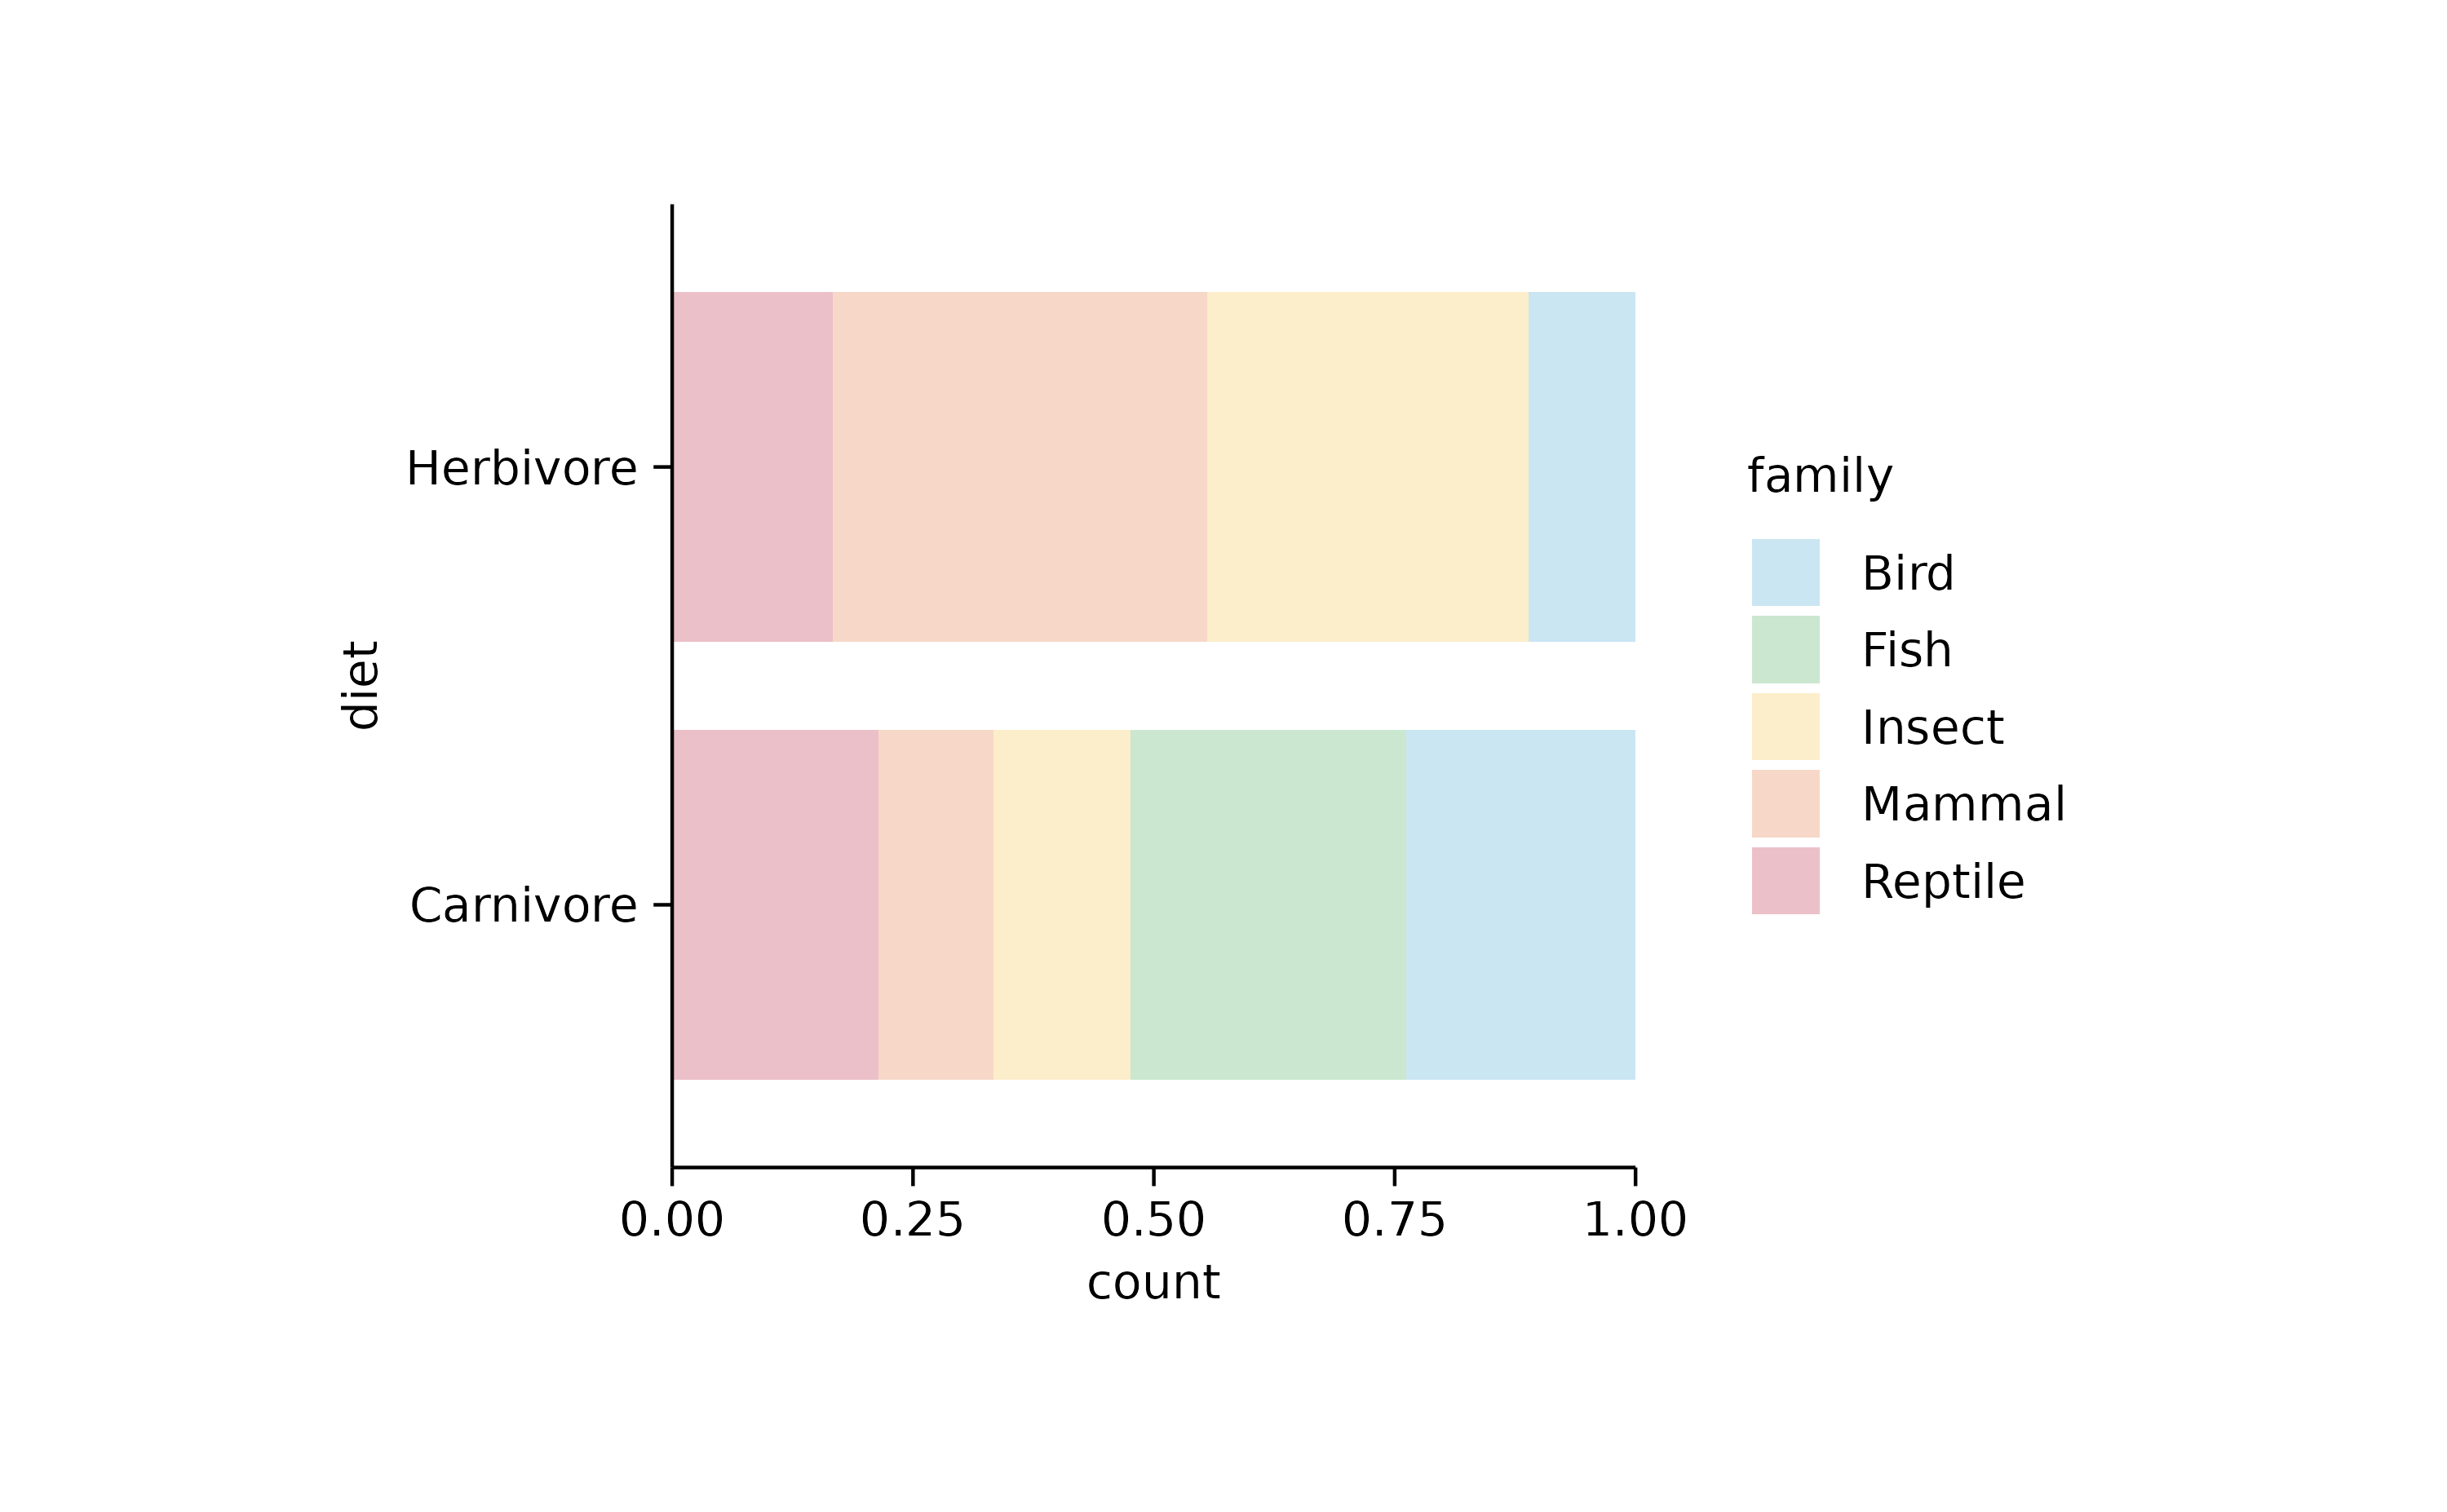 Herbivore
Carnivore
diet
0.00 0.25 0.50 0.75 1.00
count
family
Bird
Fish
Insect
Mammal
Reptile